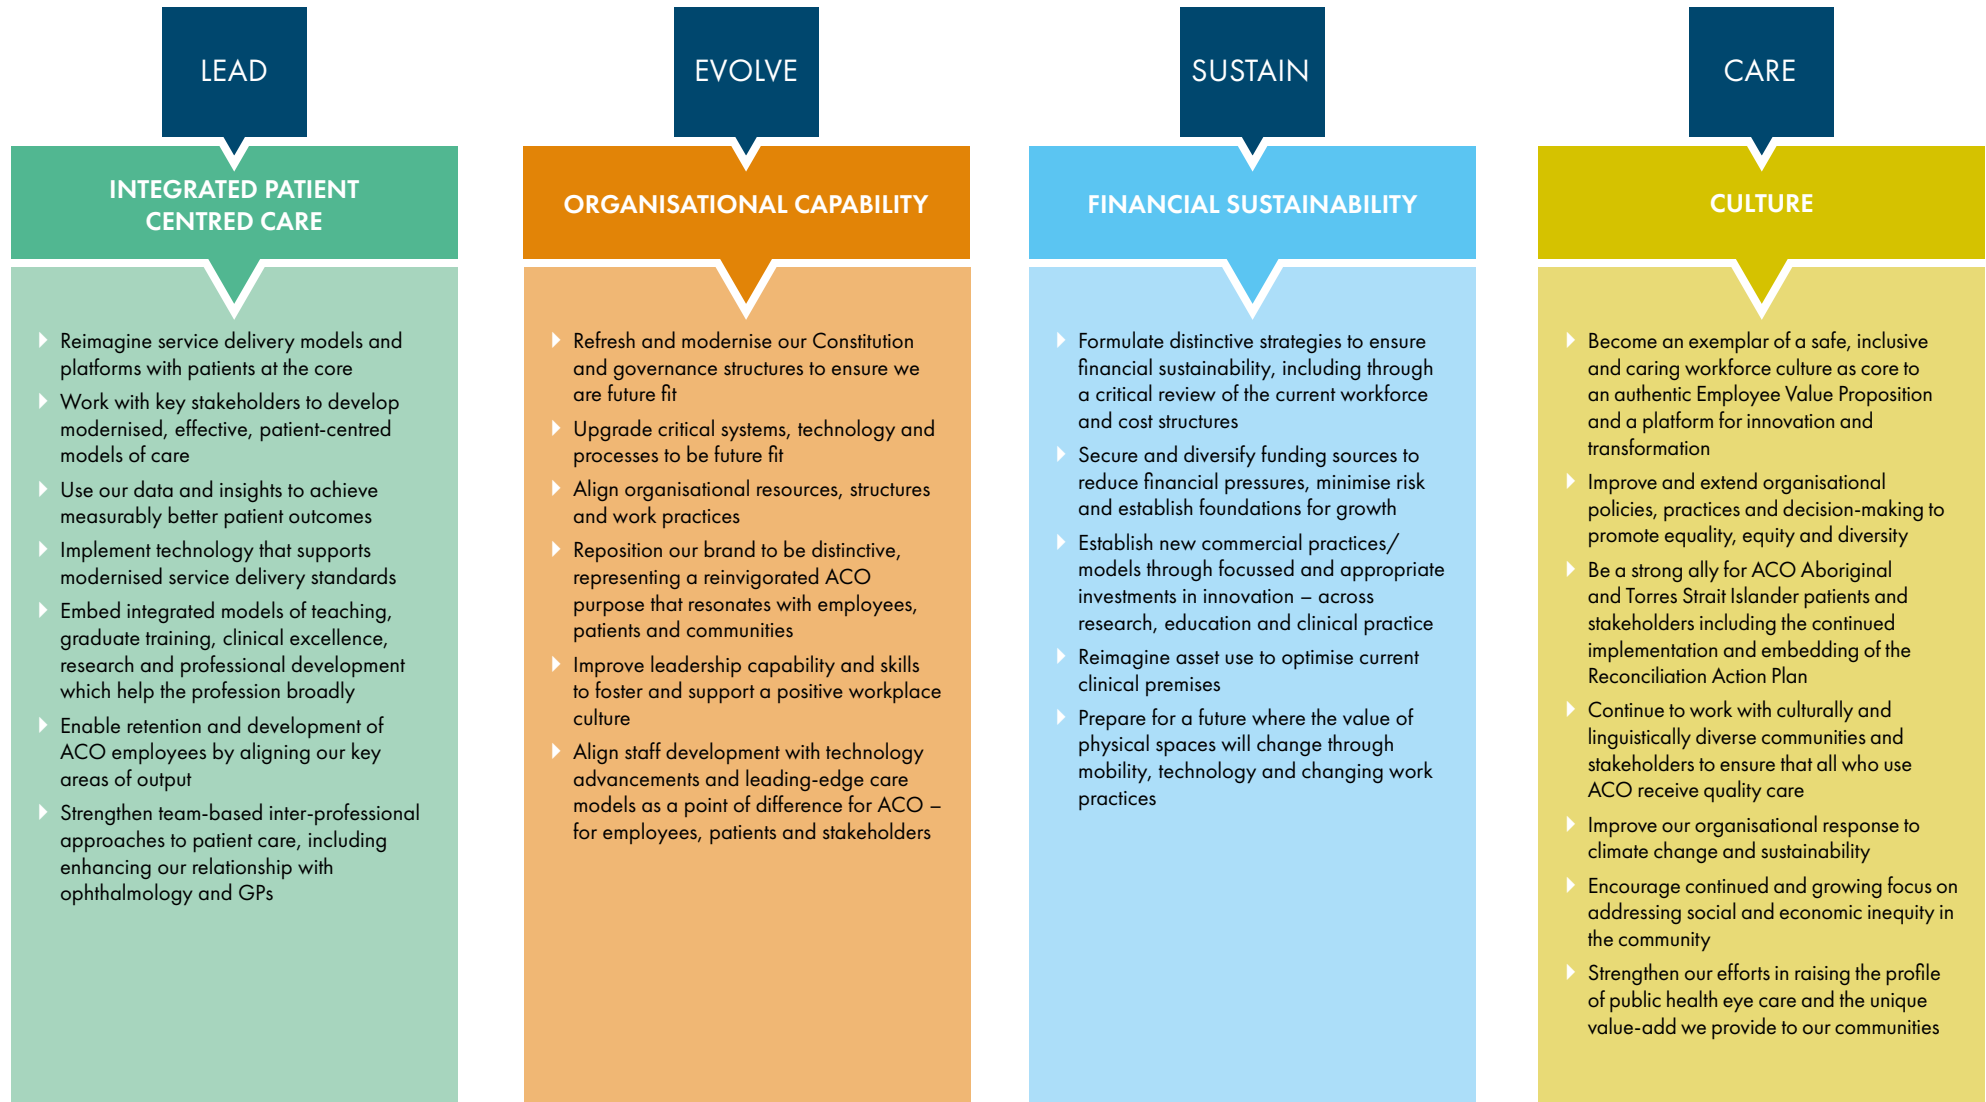 LEAD
INTEGRATED PATIENT
CENTRED CARE
Reimagine service delivery models and
platforms with patients at the core
Work with key stakeholders to develop
modernised, effective, patient-centred
models of care
Use our data and insights to achieve
measurably better patient outcomes
Implement technology that supports
modernised service delivery standards
Embed integrated models of teaching,
graduate training, clinical excellence,
research and professional development
which help the profession broadly
Enable retention and development of
ACO employees by aligning our key
areas of output
Strengthen team-based inter-professional
approaches to patient care, including
enhancing our relationship with
ophthalmology and GPs
EVOLVE
ORGANISATIONAL CAPABILITY
Refresh and modernise our Constitution
and governance structures to ensure we
are future fit
Upgrade critical systems, technology and
processes to be future fit
Align organisational resources, structures
and work practices
Reposition our brand to be distinctive,
representing a reinvigorated ACO
purpose that resonates with employees,
patients and communities
Improve leadership capability and skills
to foster and support a positive workplace
culture
Align staff development with technology
advancements and leading-edge care
models as a point of difference for ACO –
for employees, patients and stakeholders
SUSTAIN
FINANCIAL SUSTAINABILITY
Formulate distinctive strategies to ensure
financial sustainability, including through
a critical review of the current workforce
and cost structures
Secure and diversify funding sources to
reduce financial pressures, minimise risk
and establish foundations for growth
Establish new commercial practices/
models through focussed and appropriate
investments in innovation – across
research, education and clinical practice
Reimagine asset use to optimise current
clinical premises
Prepare for a future where the value of
physical spaces will change through
mobility, technology and changing work
practices
CARE
CULTURE
Become an exemplar of a safe, inclusive
and caring workforce culture as core to
an authentic Employee Value Proposition
and a platform for innovation and
transformation
Improve and extend organisational
policies, practices and decision-making to
promote equality, equity and diversity
Be a strong ally for ACO Aboriginal
and Torres Strait Islander patients and
stakeholders including the continued
implementation and embedding of the
Reconciliation Action Plan
Continue to work with culturally and
linguistically diverse communities and
stakeholders to ensure that all who use
ACO receive quality care
Improve our organisational response to
climate change and sustainability
Encourage continued and growing focus on
addressing social and economic inequity in
the community
Strengthen our efforts in raising the profile
of public health eye care and the unique
value-add we provide to our communities